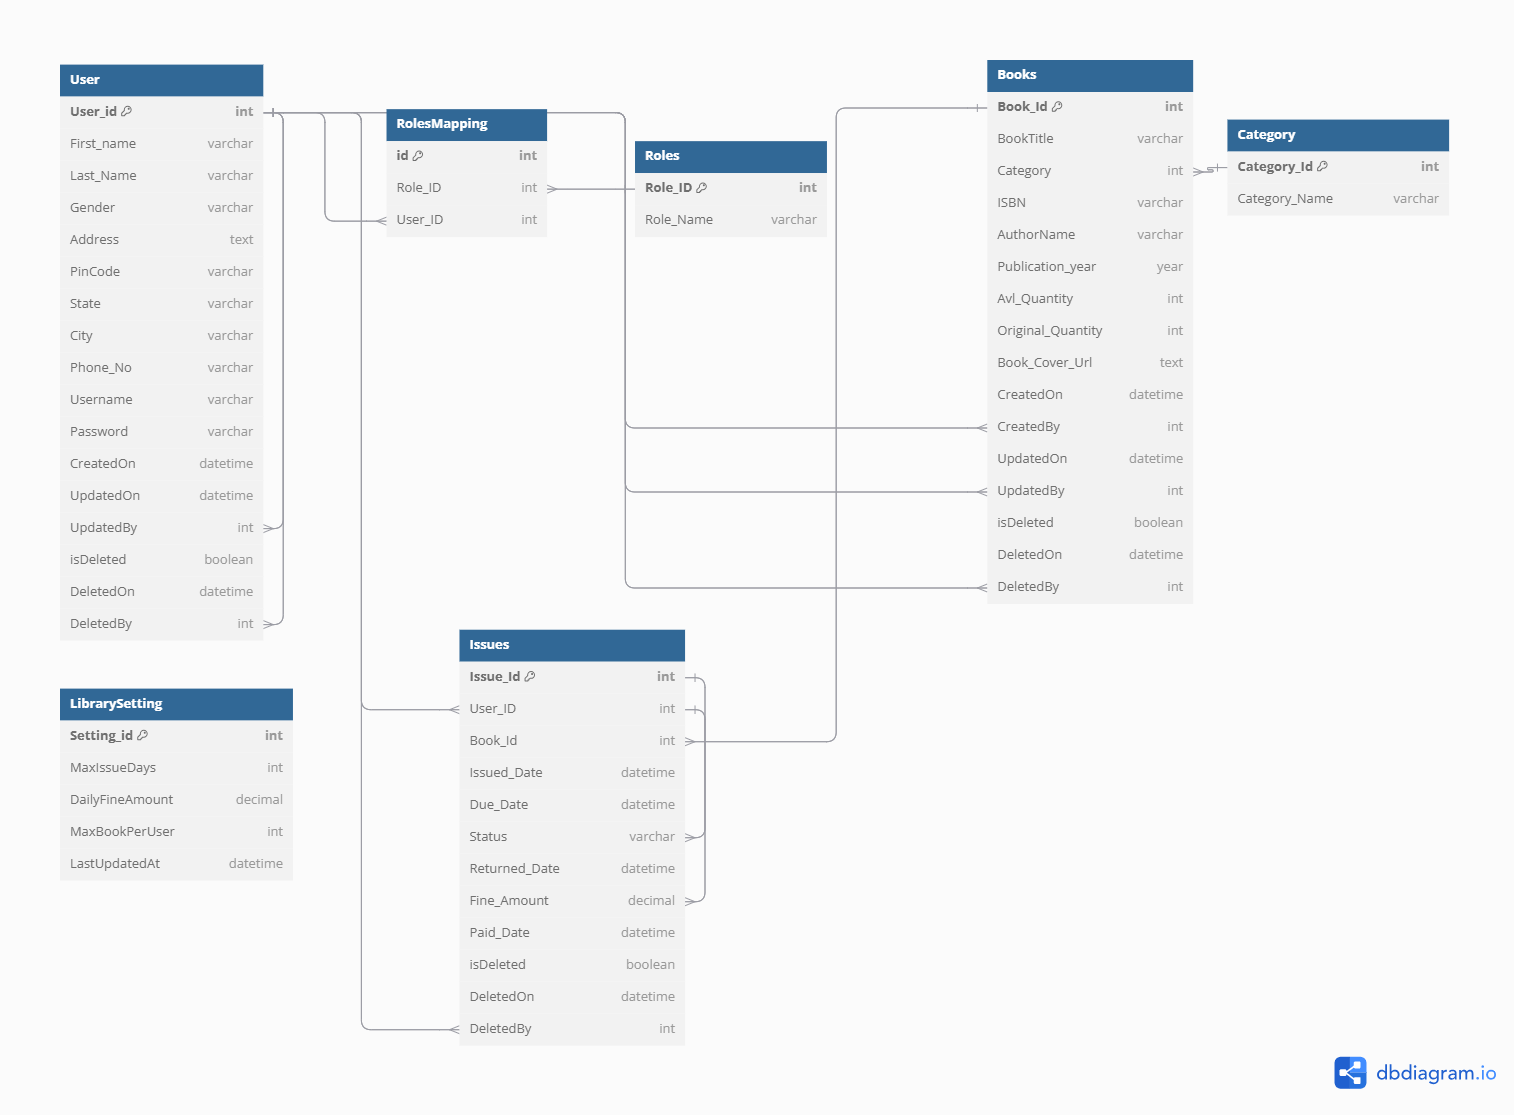 User
User_id int
First_name varchar
Last_Name varchar
Gender varchar
Address text
PinCode varchar
State varchar
City varchar
Phone_No varchar
Username varchar
Password varchar
CreatedOn datetime
UpdatedOn datetime
UpdatedBy int
isDeleted boolean
DeletedOn datetime
DeletedBy int
RolesMapping
id int
Role_ID int
User_ID int
Roles
Role_ID int
Role_Name varchar
Books
Book_Id int
BookTitle varchar
Category int
ISBN varchar
AuthorName varchar
Publication_year year
Avl_Quantity int
Original_Quantity int
Book_Cover_Url text
CreatedOn datetime
CreatedBy int
UpdatedOn datetime
UpdatedBy int
isDeleted boolean
DeletedOn datetime
DeletedBy int
Category
Category_Id int
Category_Name varchar
LibrarySetting
Setting_id int
MaxIssueDays int
DailyFineAmount decimal
MaxBookPerUser int
LastUpdatedAt datetime
Issues
Issue_Id int
User_ID int
Book_Id int
Issued_Date datetime
Due_Date datetime
Status varchar
Returned_Date datetime
Fine_Amount decimal
Paid_Date datetime
isDeleted boolean
DeletedOn datetime
DeletedBy int
dbdiagram.io